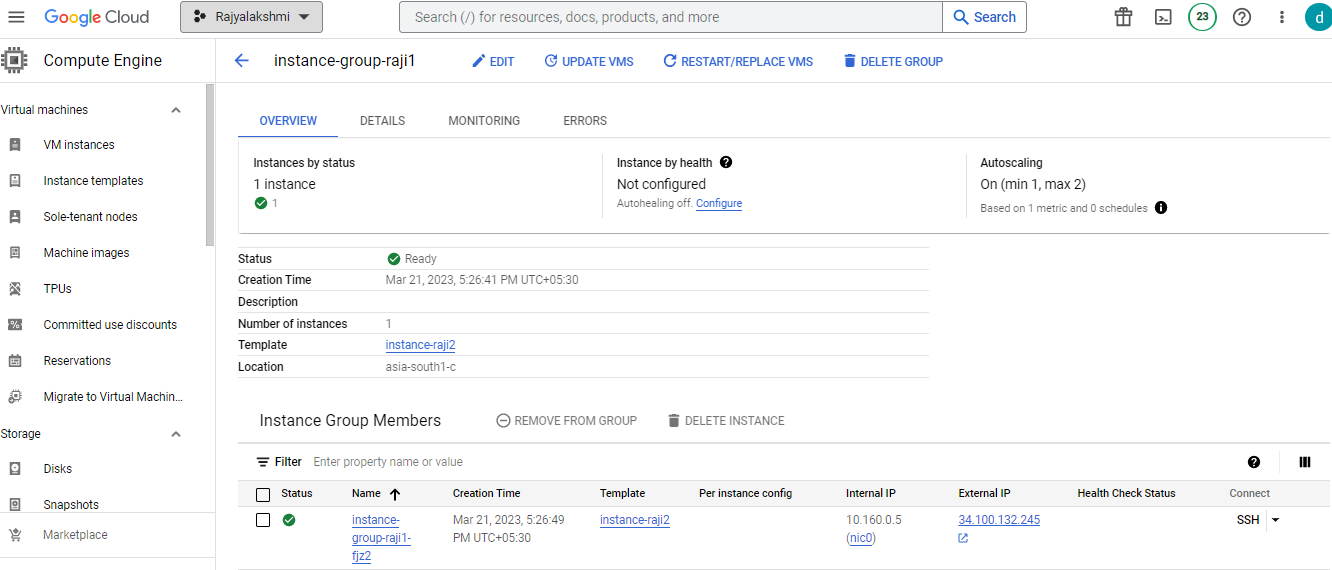 Google Cloud
Rajyalakshmi
Search (/) for resources, docs, products, and more
Search
23
d
Compute Engine
instance-group-raji1
EDIT
UPDATE VMS
RESTART/REPLACE VMS
DELETE GROUP
Virtual machines
VM instances
Instance templates
Sole-tenant nodes
Machine images
TPUs
Committed use discounts
Reservations
Migrate to Virtual Machin...
Storage
Disks
Snapshots
Marketplace
OVERVIEW
DETAILS
MONITORING
ERRORS
Instances by status
1 instance
1
Instance by health
Not configured
Autohealing off. Configure
Autoscaling
On (min 1, max 2)
Based on 1 metric and 0 schedules
Status Ready
Creation Time Mar 21, 2023, 5:26:41 PM UTC+05:30
Description
Number of instances 1
Template instance-raji2
Location asia-south1-c
Instance Group Members
REMOVE FROM GROUP
DELETE INSTANCE
Filter Enter property name or value
Status Name Creation Time Template Per instance config Internal IP External IP Health Check Status Connect
instance- Mar 21, 2023, 5:26:49 instance-raji2 10.160.0.5 34.100.132.245 SSH
group-raji1- PM UTC+05:30 (nic0)
fjz2